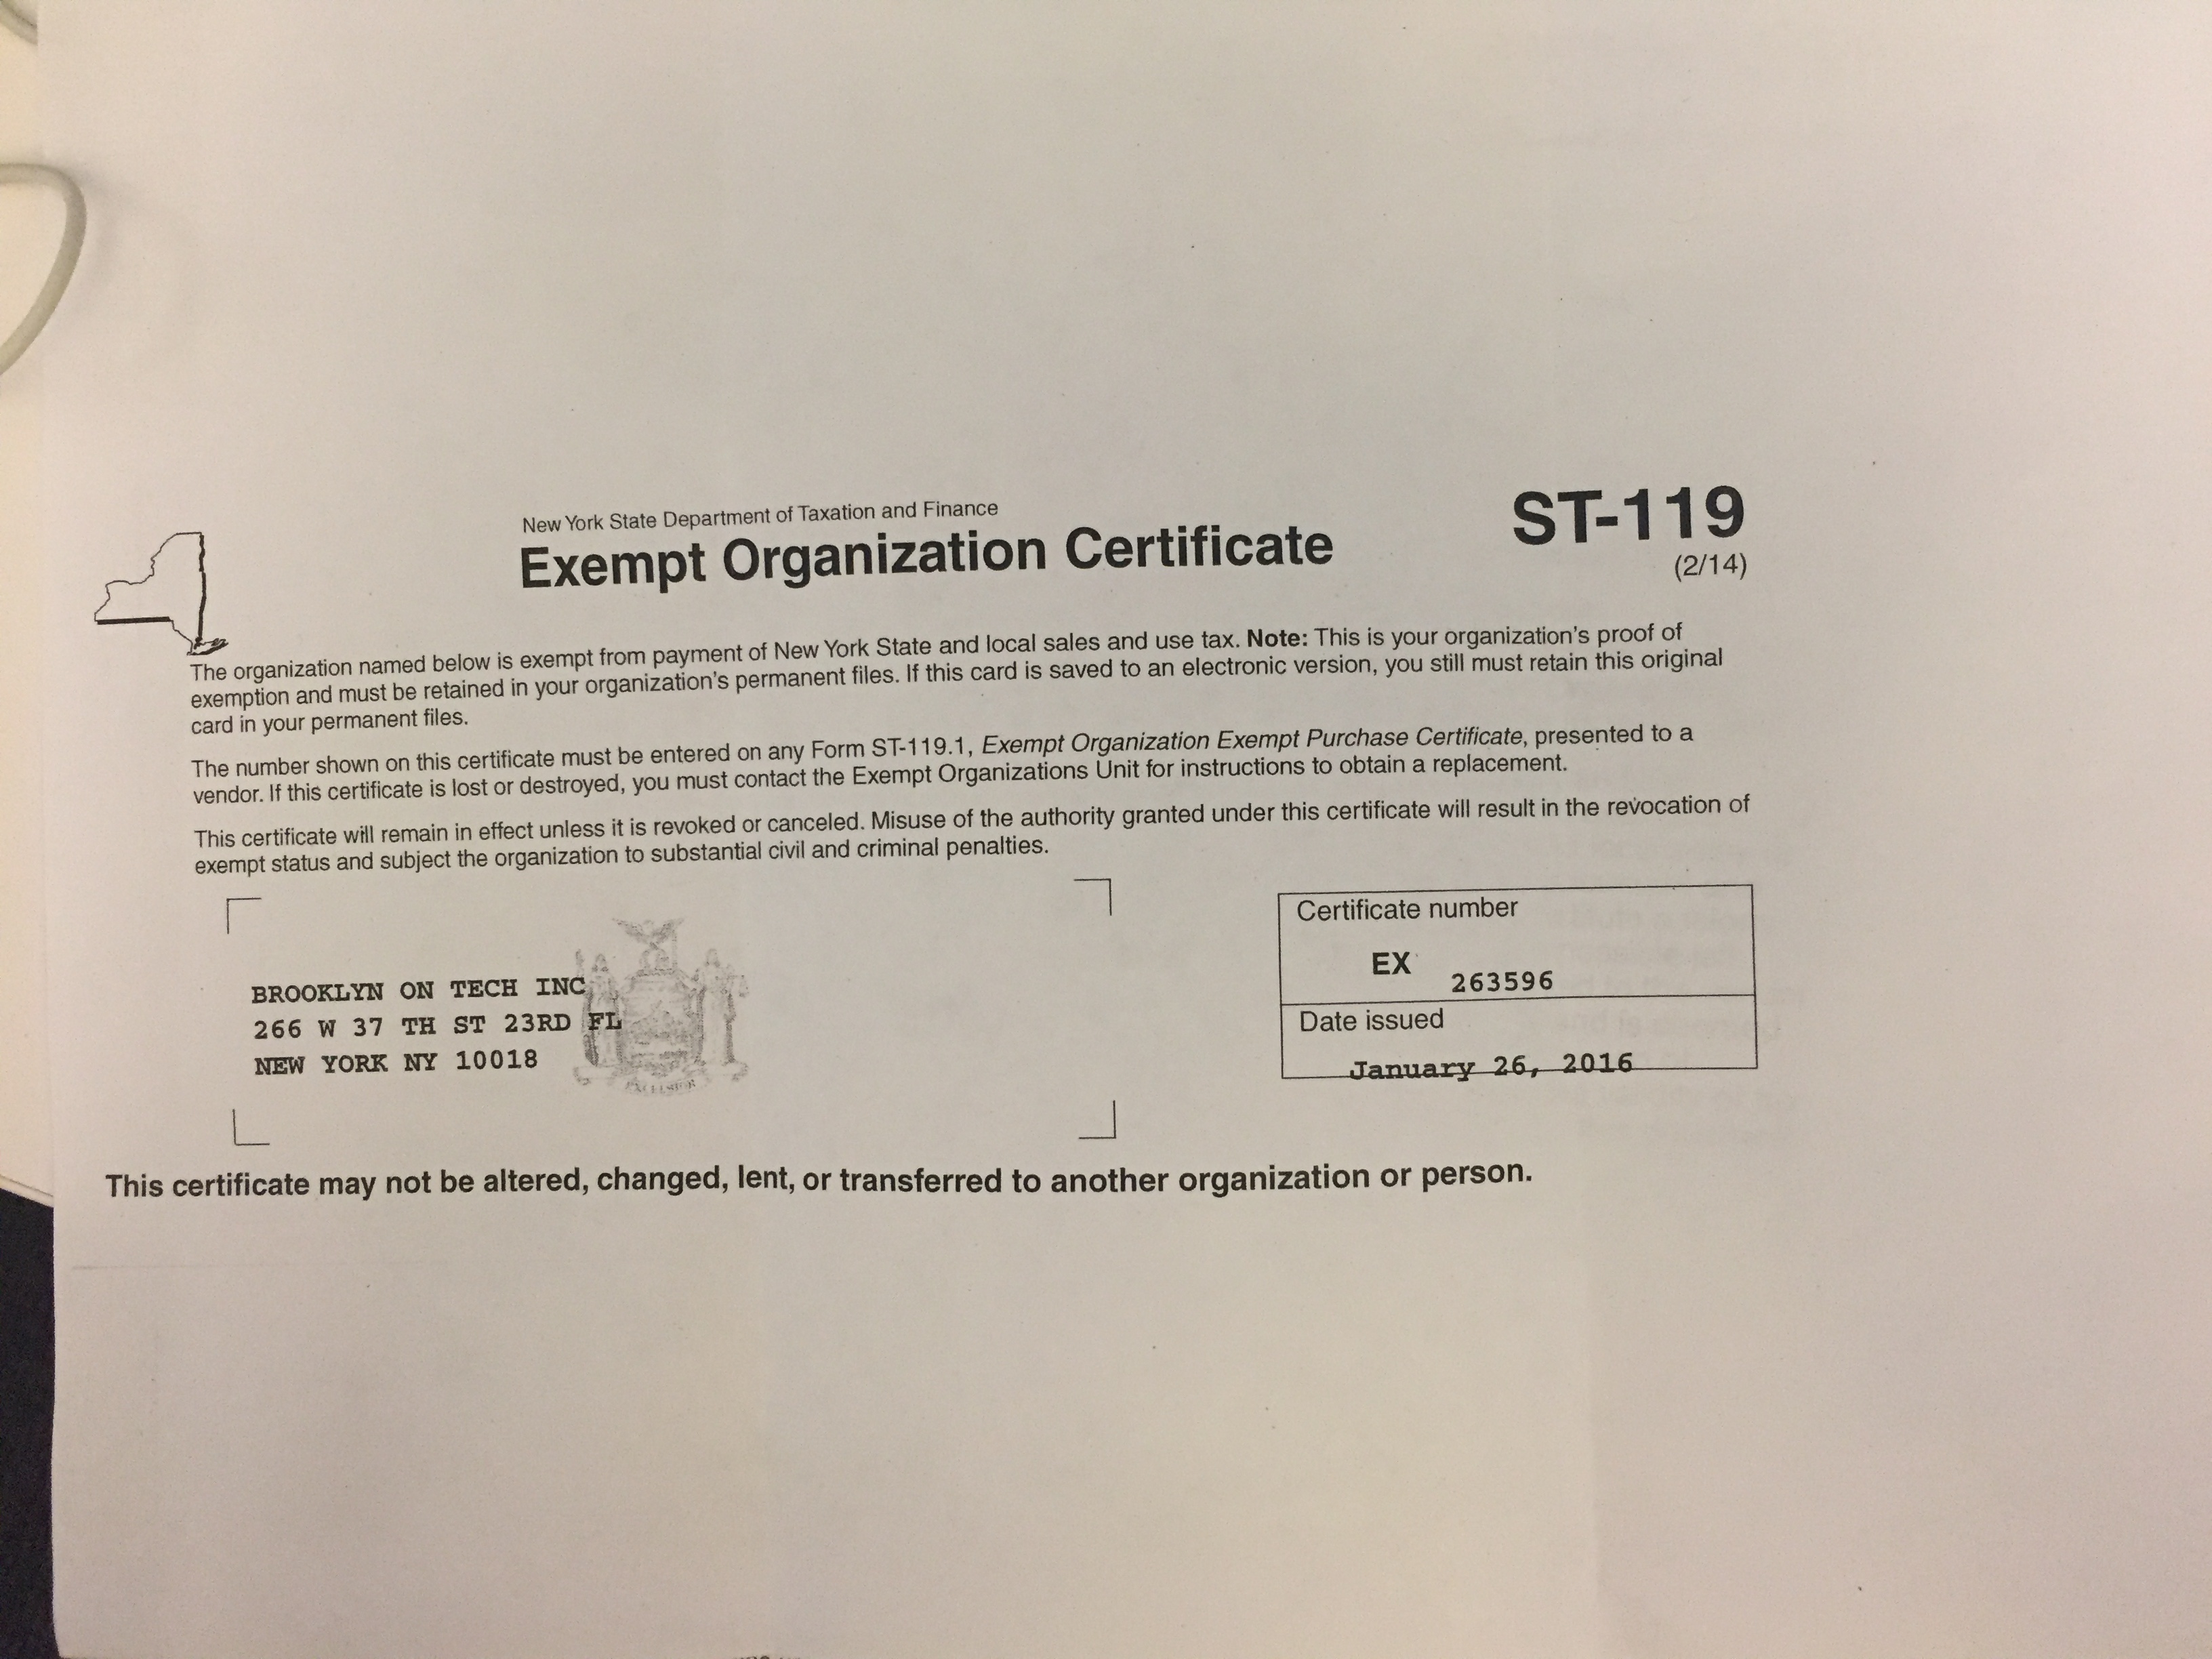 New York State Department of Taxation and Finance
Exempt Organization Certificate
ST-119
(2/14)
The organization named below is exempt from payment of New York State and local sales and use tax. Note: This is your organization's proof of
exemption and must be retained in your organization's permanent files. If this card is saved to an electronic version, you still must retain this original
card in your permanent files.
The number shown on this certificate must be entered on any Form ST-119.1, Exempt Organization Exempt Purchase Certificate, presented to a
vendor. If this certificate is lost or destroyed, you must contact the Exempt Organizations Unit for instructions to obtain a replacement.
This certificate will remain in effect unless it is revoked or canceled. Misuse of the authority granted under this certificate will result in the revocation of
exempt status and subject the organization to substantial civil and criminal penalties.
BROOKLYN ON TECH INC
266 W 37 TH ST 23RD FL
NEW YORK NY 10018
Certificate number
EX 263596
Date issued
January 26, 2016
This certificate may not be altered, changed, lent, or transferred to another organization or person.